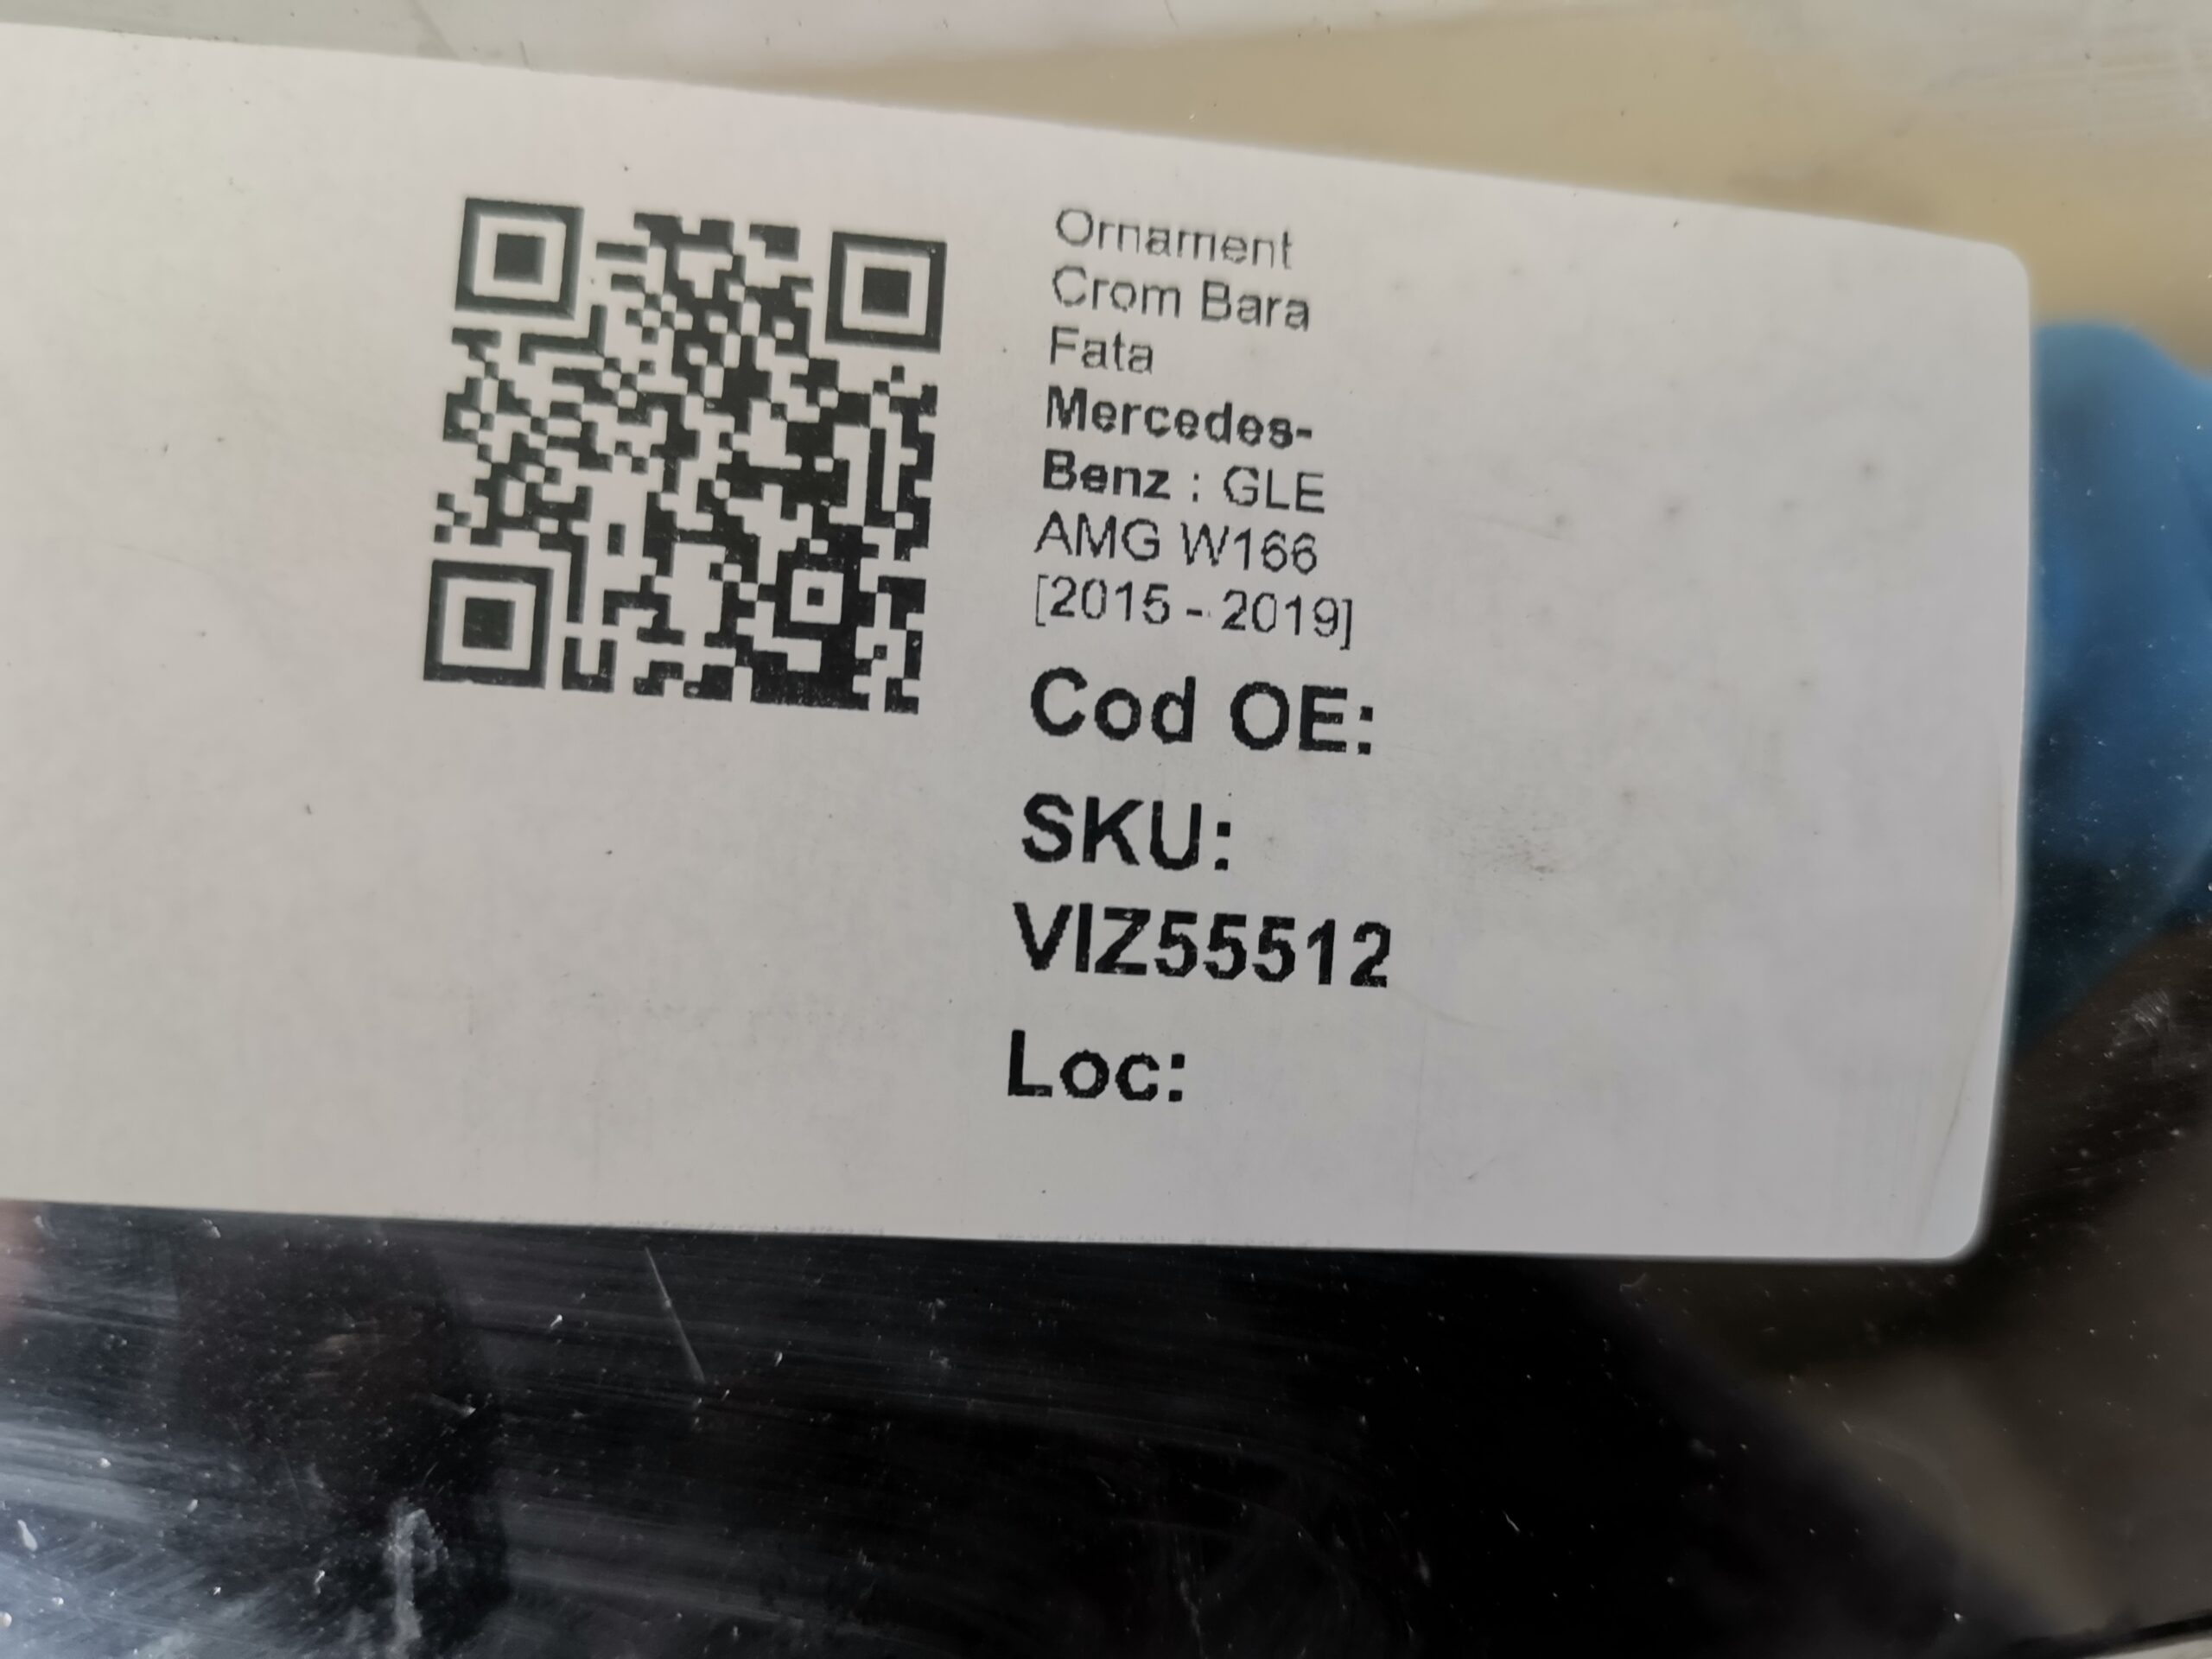 Ornament
Crom Bara
Fata
Mercedes-
Benz : GLE
AMG W166
[2015 - 2019]
Cod OE:
SKU:
VIZ55512
Loc: